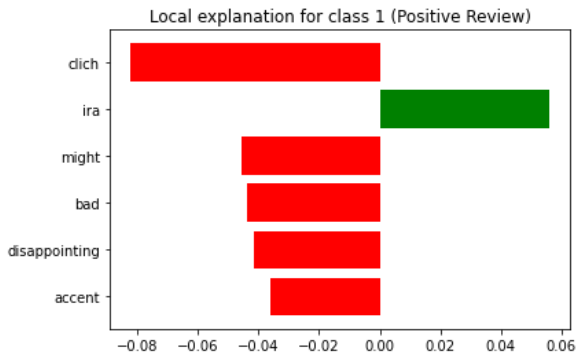 Local explanation for class 1 (Positive Review)
clich
ira
might
bad
disappointing
accent
−0.08 −0.06 −0.04 −0.02 0.00 0.02 0.04 0.06